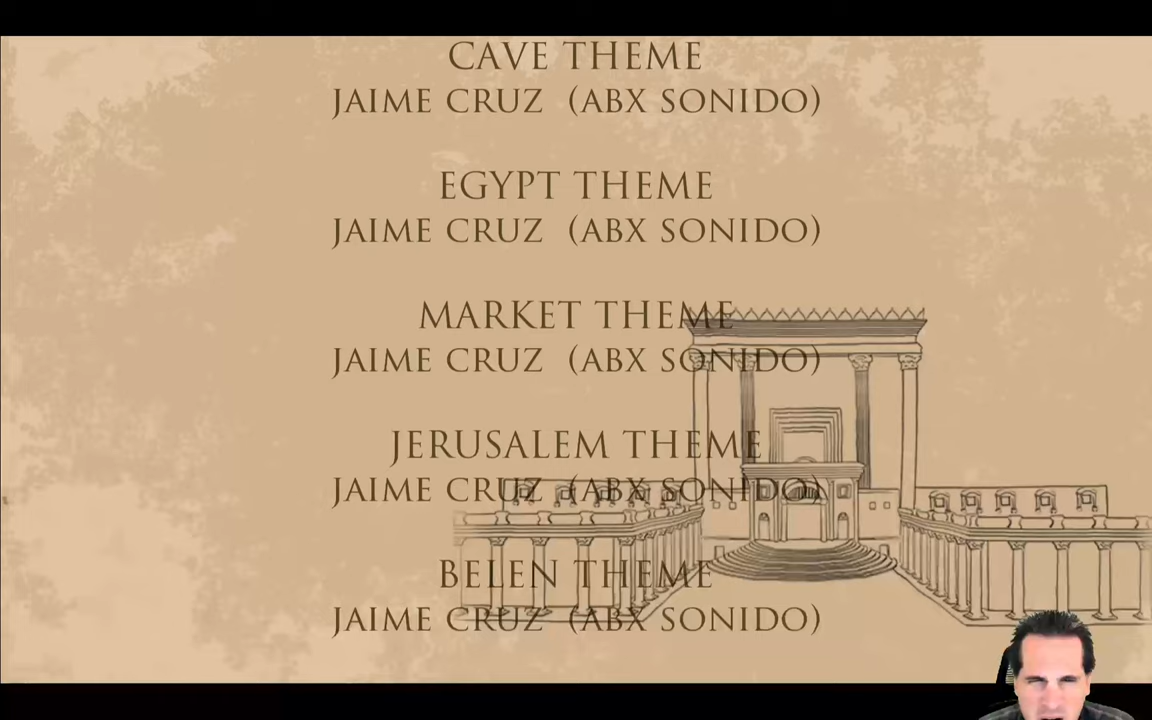 CAVE THEME
JAIME CRUZ (ABX SONIDO)
EGYPT THEME
JAIME CRUZ (ABX SONIDO)
MARKET THEME
JAIME CRUZ (ABX SONIDO)
JERUSALEM THEME
JAIME CRUZ (ABX SONIDO)
BELEN THEME
JAIME CRUZ (ABX SONIDO)